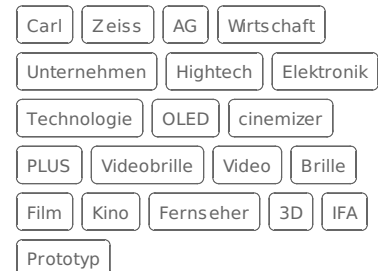 Carl Zeiss AG Wirtschaft
Unternehmen Hightech Elektronik
Technologie OLED cinemizer
PLUS Videobrille Video Brille
Film Kino Fernseher 3D IFA
Prototyp